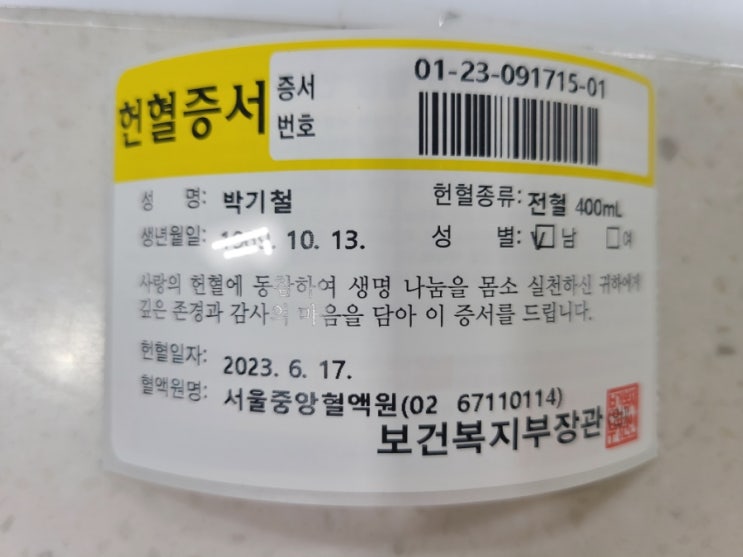 헌혈증서
증서
번호
01-23-091715-01
성 명: 박기철
헌혈종류: 전혈 400mL
생년월일: 10. 13.
성 별: 남 여
사랑의 헌혈에 동참하여 생명 나눔을 몸소 실천하신 귀하에게
깊은 존경과 감사의 마음을 담아 이 증서를 드립니다.
헌혈일자: 2023. 6. 17.
혈액원명: 서울중앙혈액원(02 67110114)
보건복지부장관